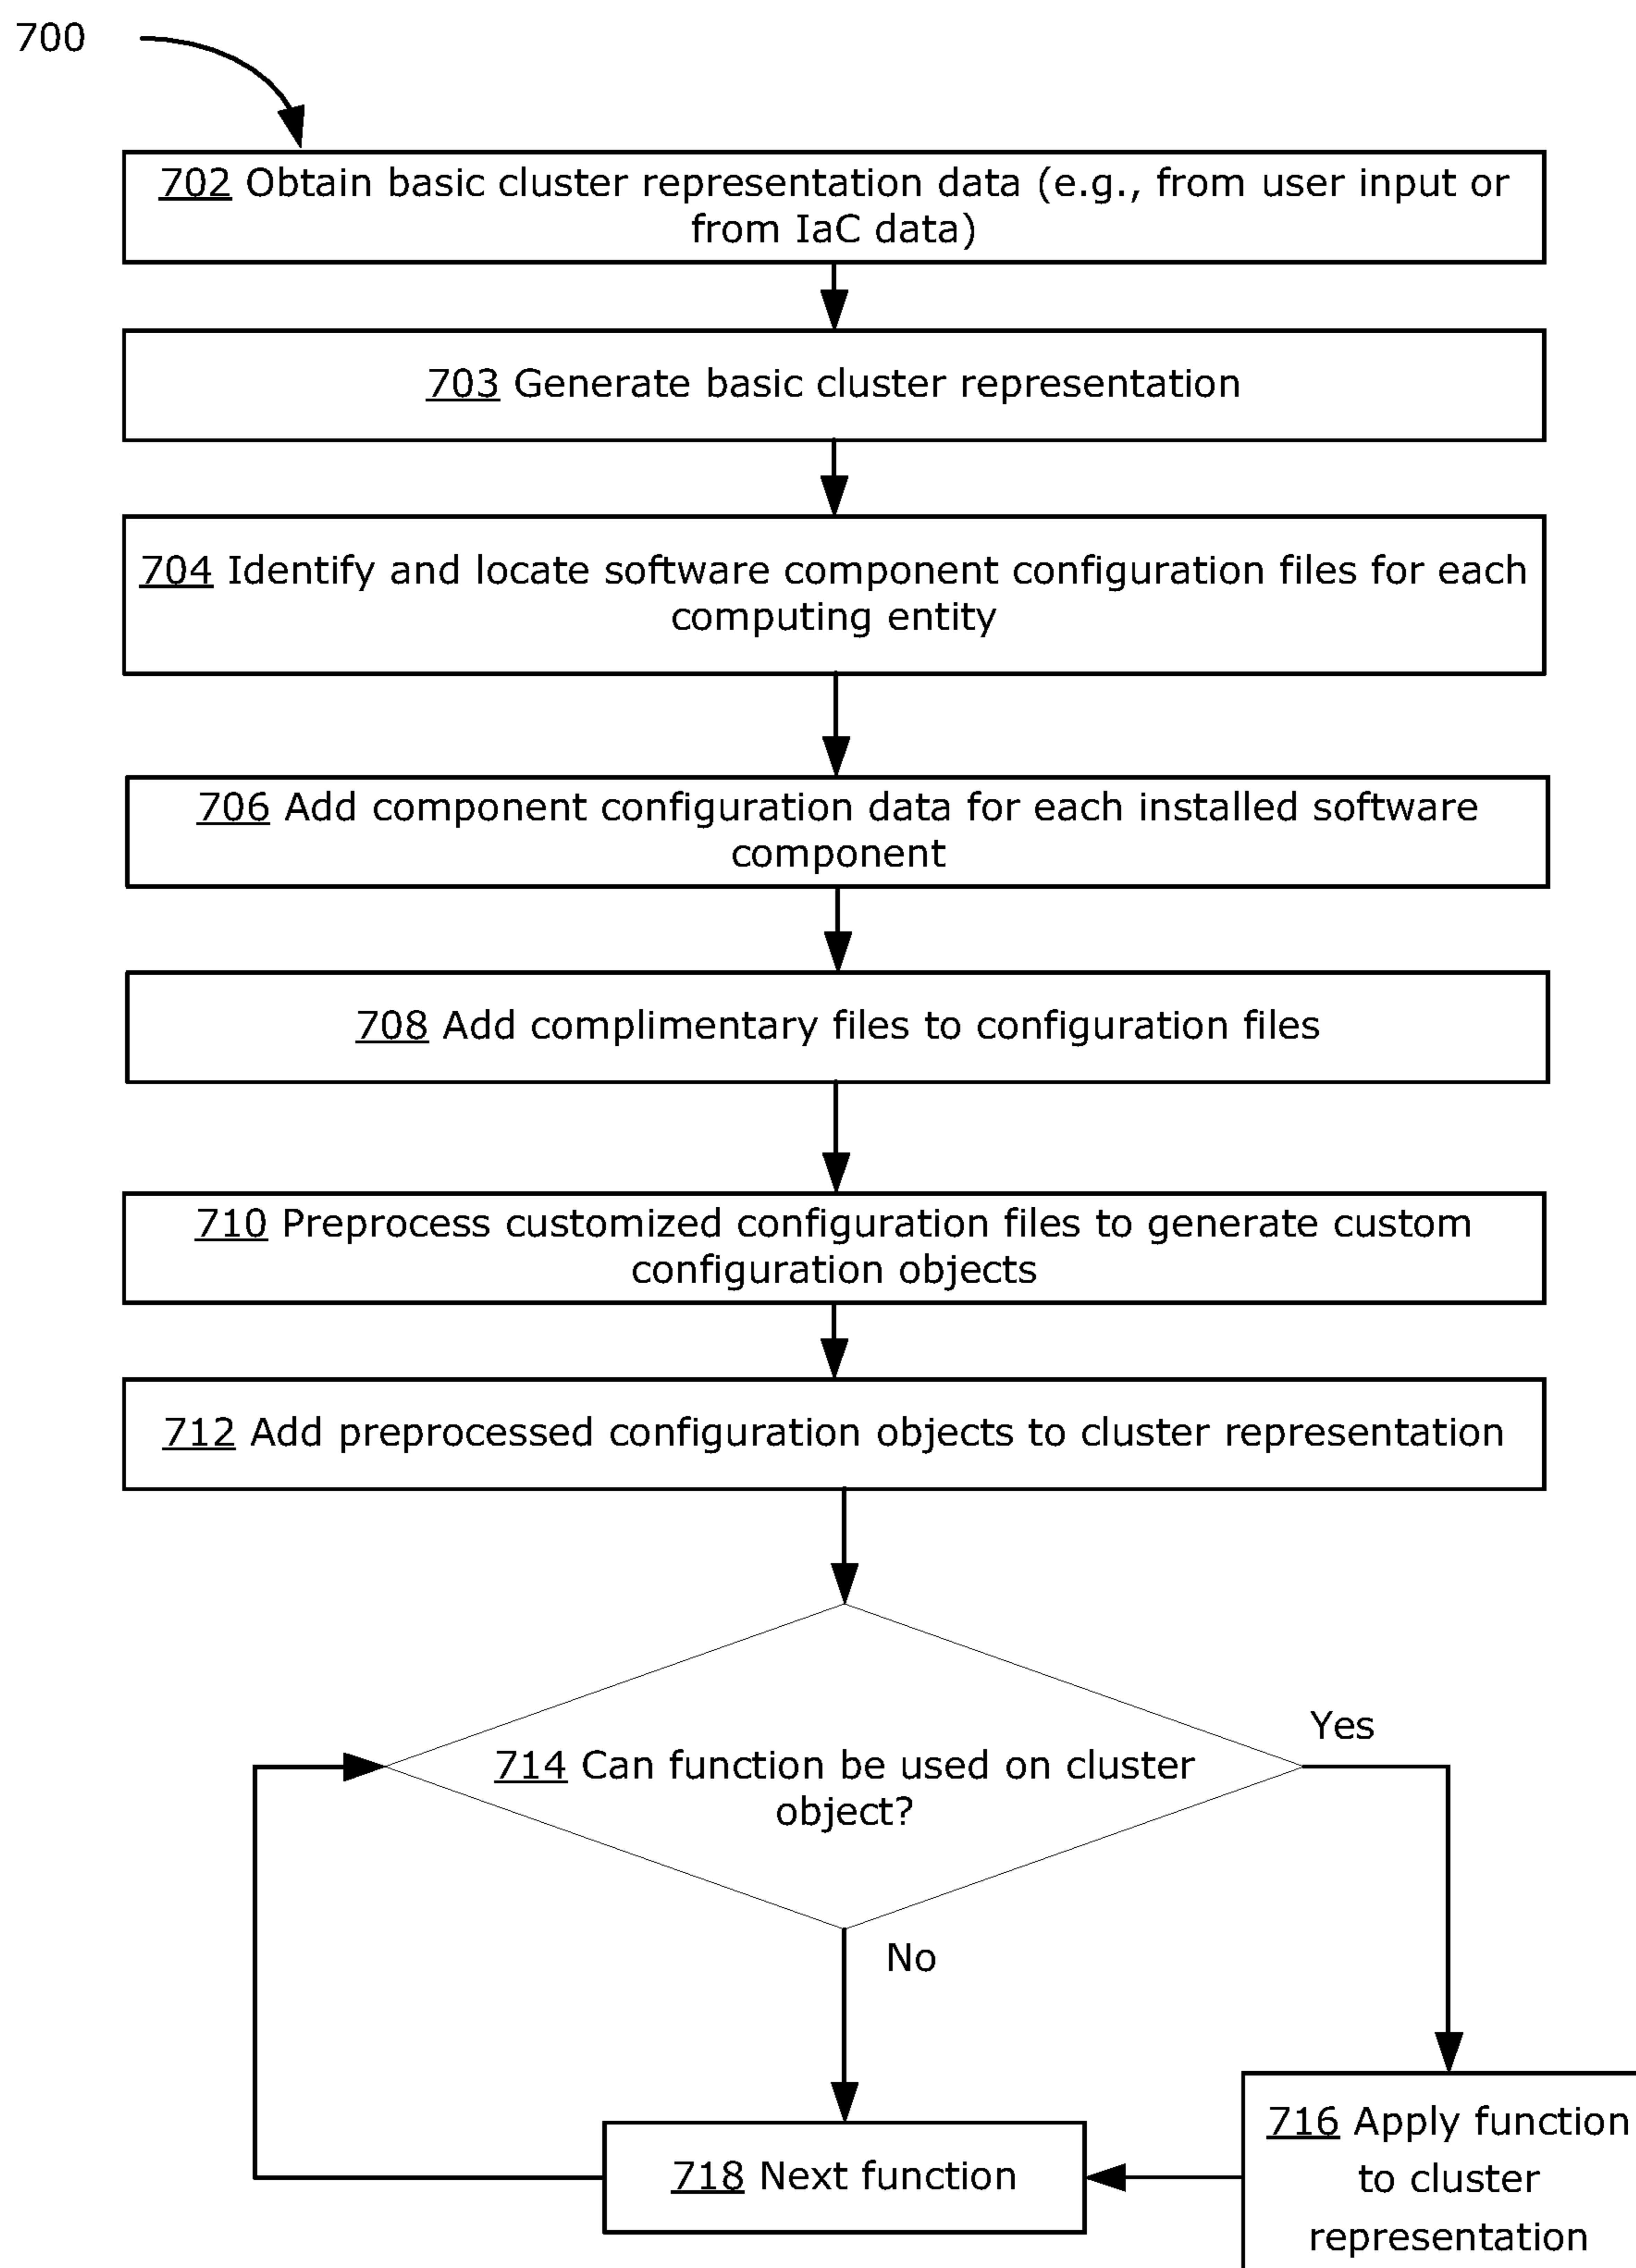 700
702 Obtain basic cluster representation data (e.g., from user input or
from IaC data)
703 Generate basic cluster representation
704 Identify and locate software component configuration files for each
computing entity
706 Add component configuration data for each installed software
component
708 Add complimentary files to configuration files
710 Preprocess customized configuration files to generate custom
configuration objects
712 Add preprocessed configuration objects to cluster representation
714 Can function be used on cluster
object?
Yes
No
716 Apply function
to cluster
representation
718 Next function